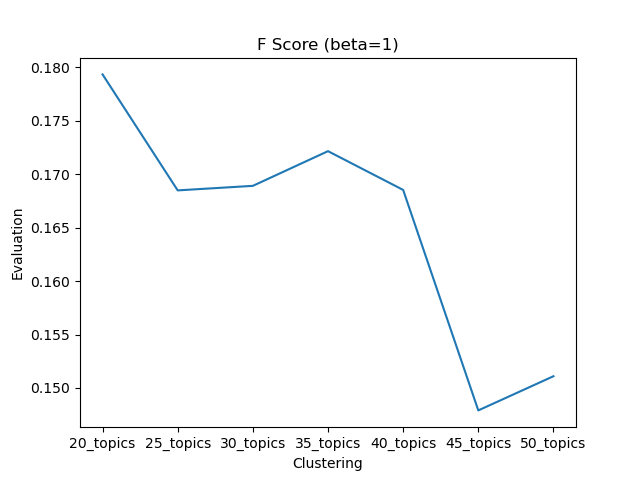 F Score (beta=1)
0.180
0.175
0.170
0.165
0.160
0.155
0.150
Evaluation
20_topics 25_topics 30_topics 35_topics 40_topics 45_topics 50_topics
Clustering